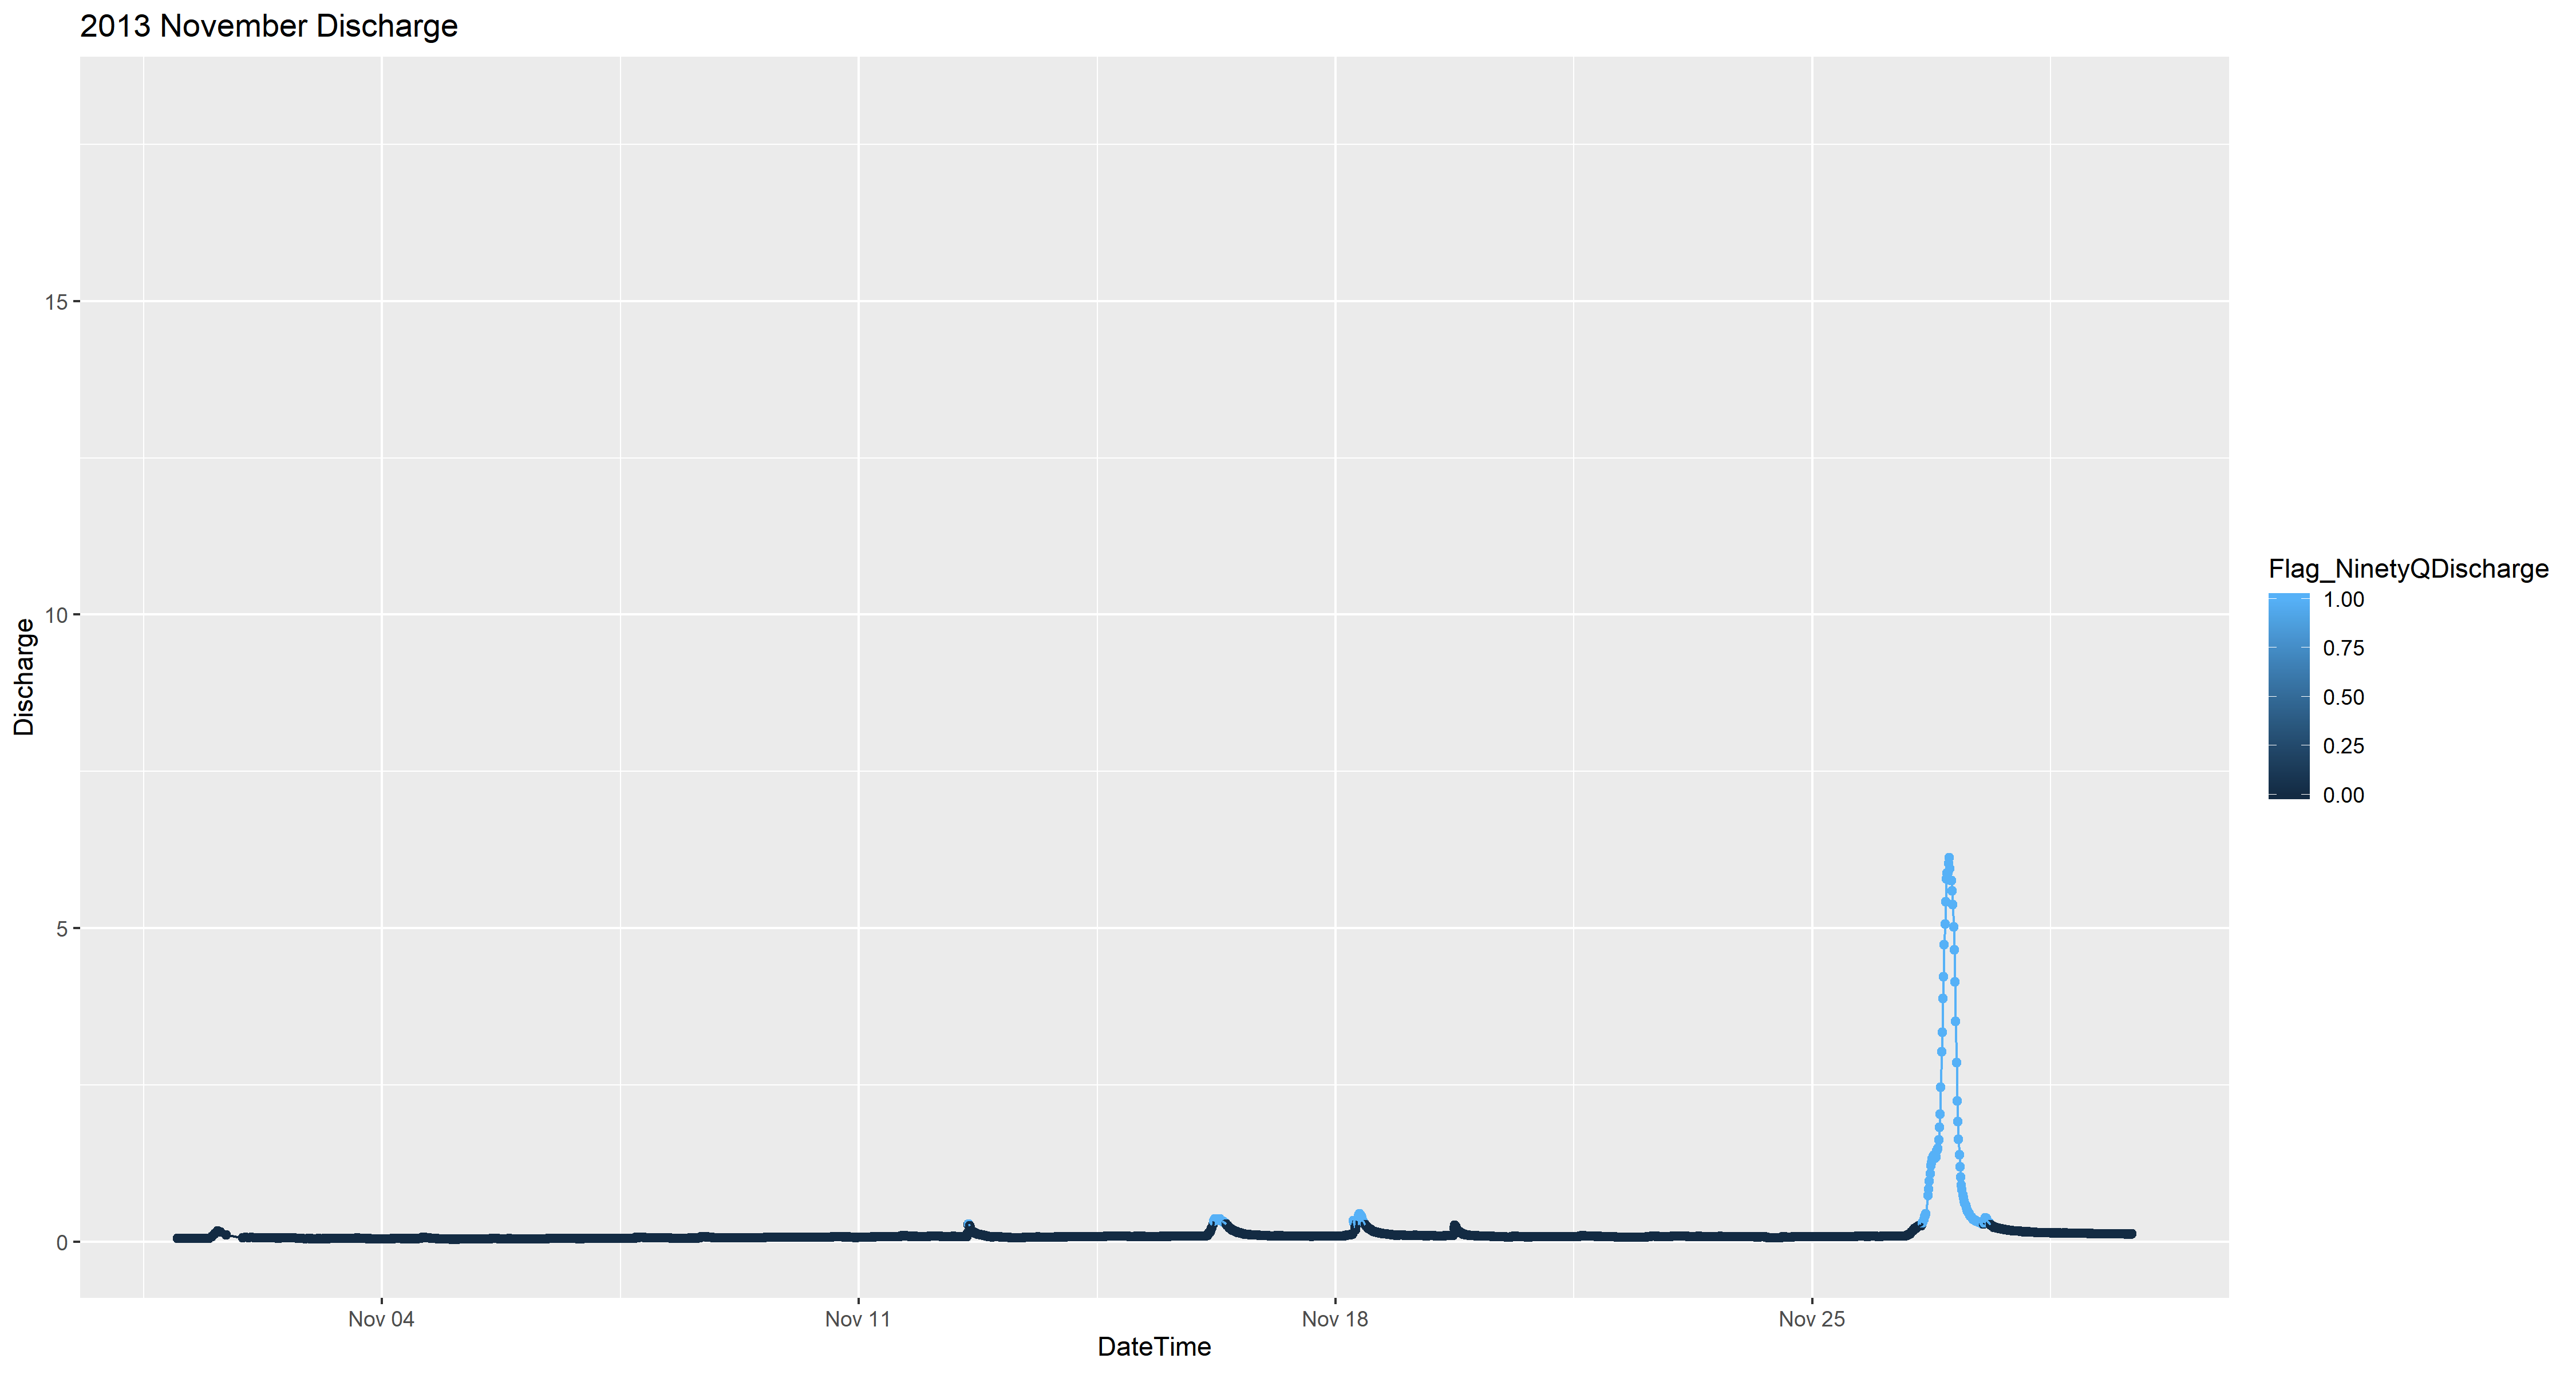 2013 November Discharge
15
10
5
0
Discharge
Nov 04
Nov 11
Nov 18
Nov 25
DateTime
Flag_NinetyQDischarge
1.00
0.75
0.50
0.25
0.00